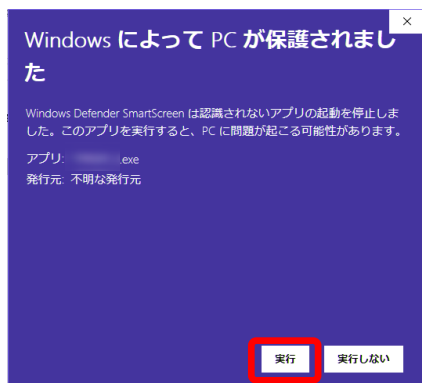 Windows によって PC が保護されまし
た
Windows Defender SmartScreen は認識されないアプリの起動を停止しま
した。このアプリを実行すると、PC に問題が起こる可能性があります。
アプリ: .exe
発行元: 不明な発行元
実行 実行しない